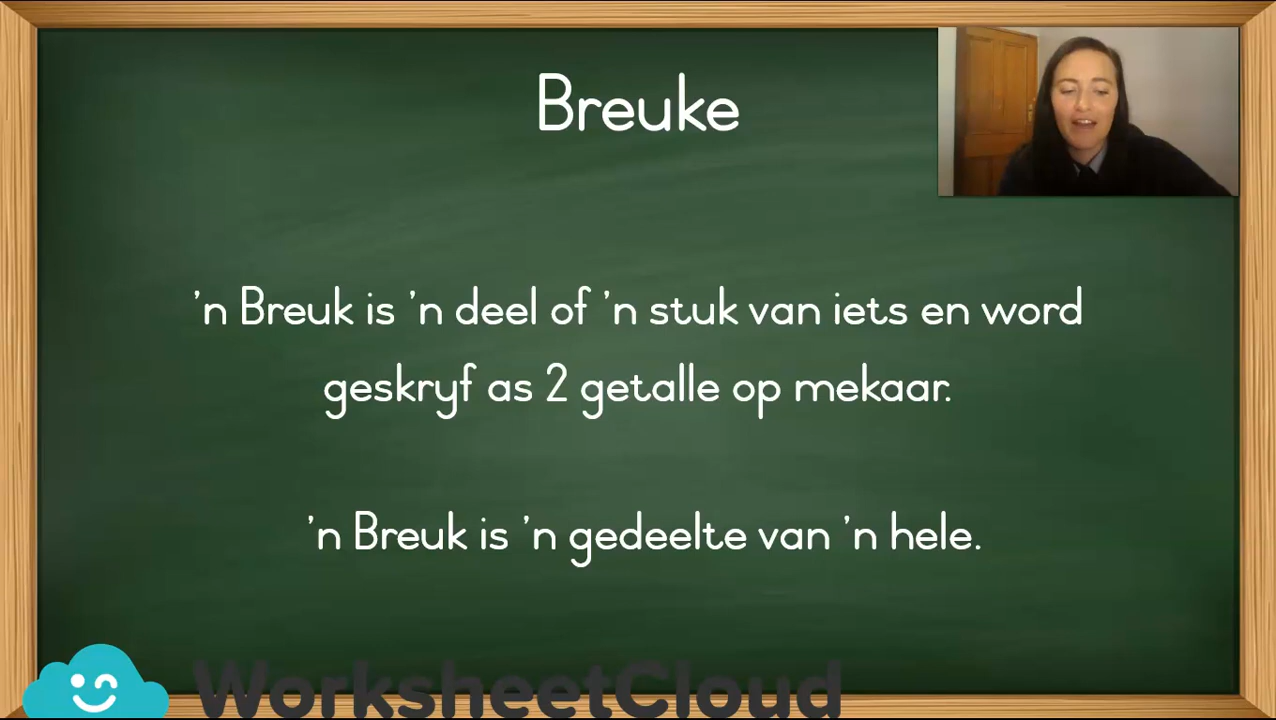 Breuke
'n Breuk is 'n deel of 'n stuk van iets en word
geskryf as 2 getalle op mekaar.
'n Breuk is 'n gedeelte van 'n hele.
WorksheetCloud